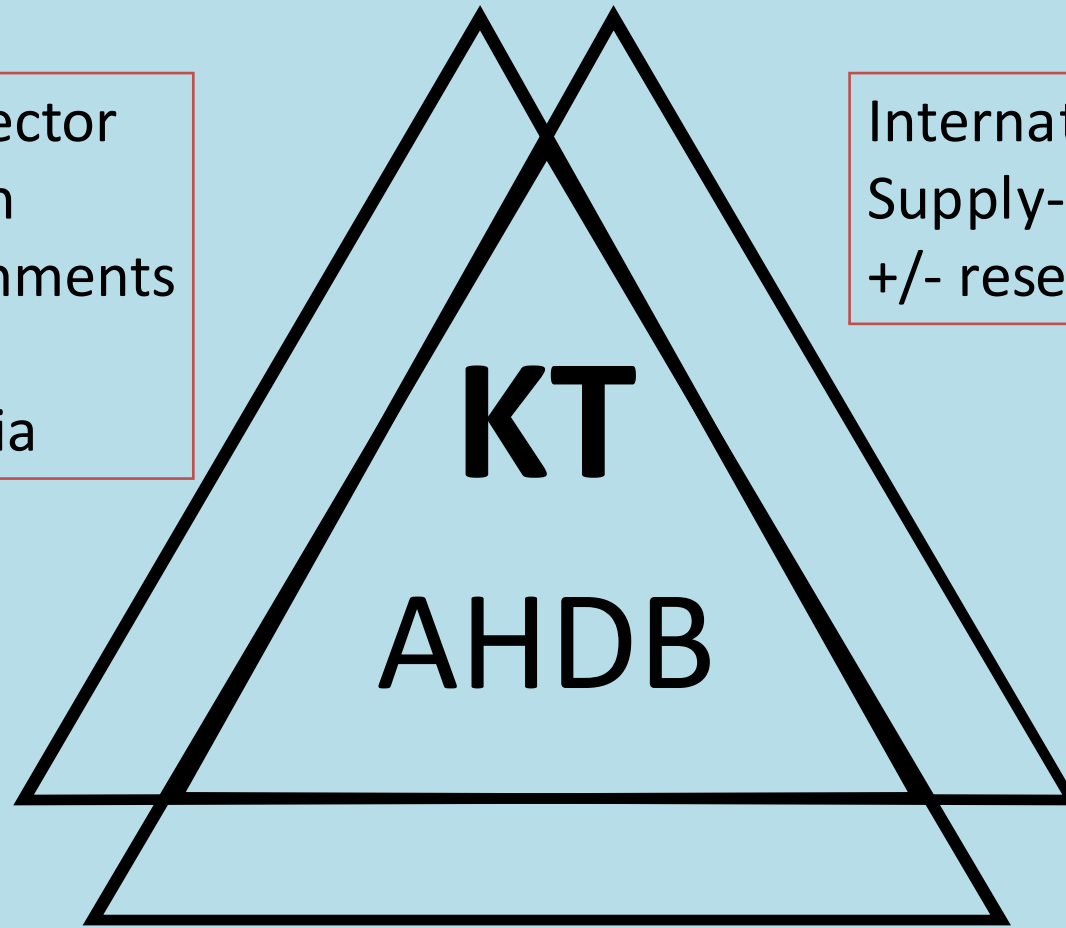 ector
n
nments
ia
Internat
Supply-
+/- rese
KT
AHDB